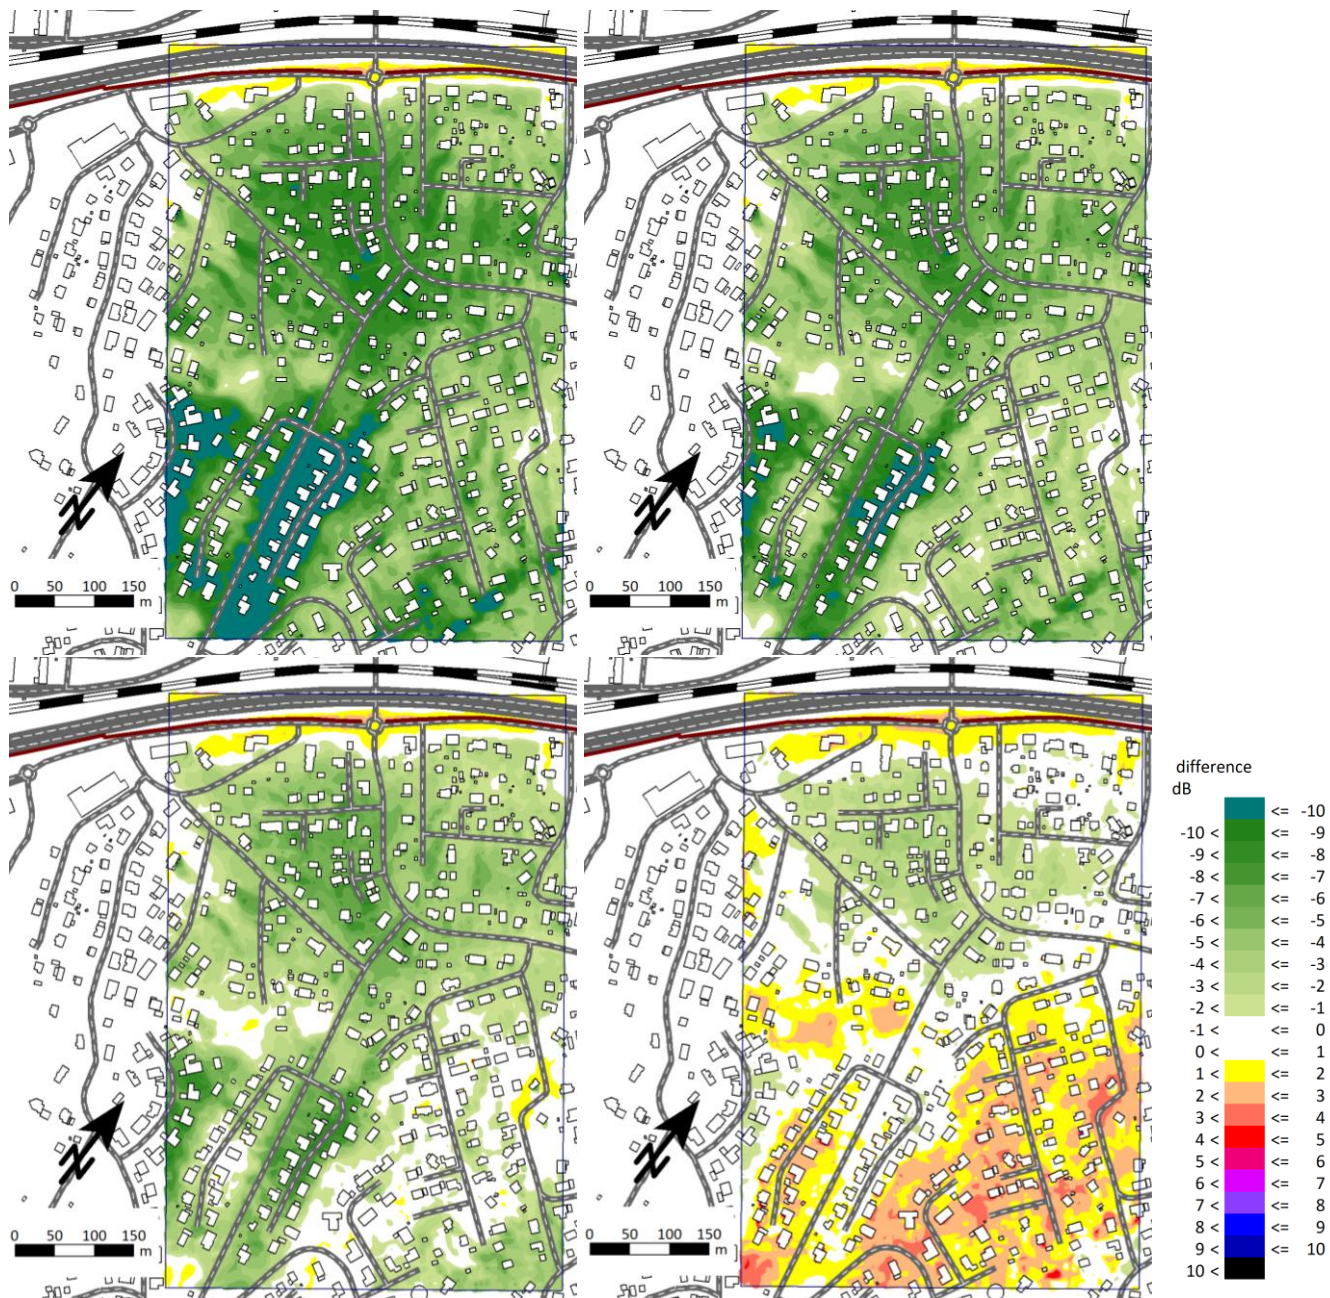 0 50 100 150
m
0 50 100 150
m
difference
dB
<= -10
-10 < <= -9
-9 < <= -8
-8 < <= -7
-7 < <= -6
-6 < <= -5
-5 < <= -4
-4 < <= -3
-3 < <= -2
-2 < <= -1
-1 < <= 0
0 < <= 1
1 < <= 2
2 < <= 3
3 < <= 4
4 < <= 5
5 < <= 6
6 < <= 7
7 < <= 8
8 < <= 9
9 < <= 10
10 <
0 50 100 150
m
0 50 100 150
m